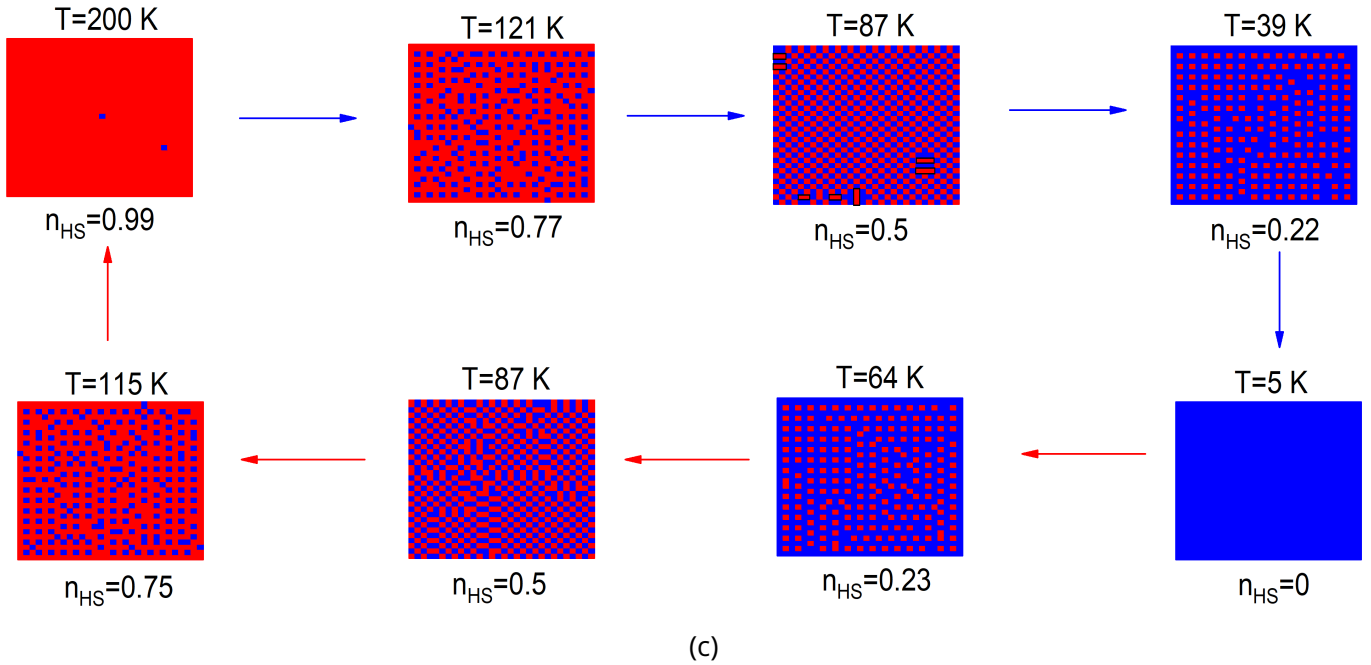 T=200 K
T=121 K
T=87 K
T=39 K
n_HS=0.99
n_HS=0.77
n_HS=0.5
n_HS=0.22
T=115 K
T=87 K
T=64 K
T=5 K
n_HS=0.75
n_HS=0.5
n_HS=0.23
n_HS=0
(c)